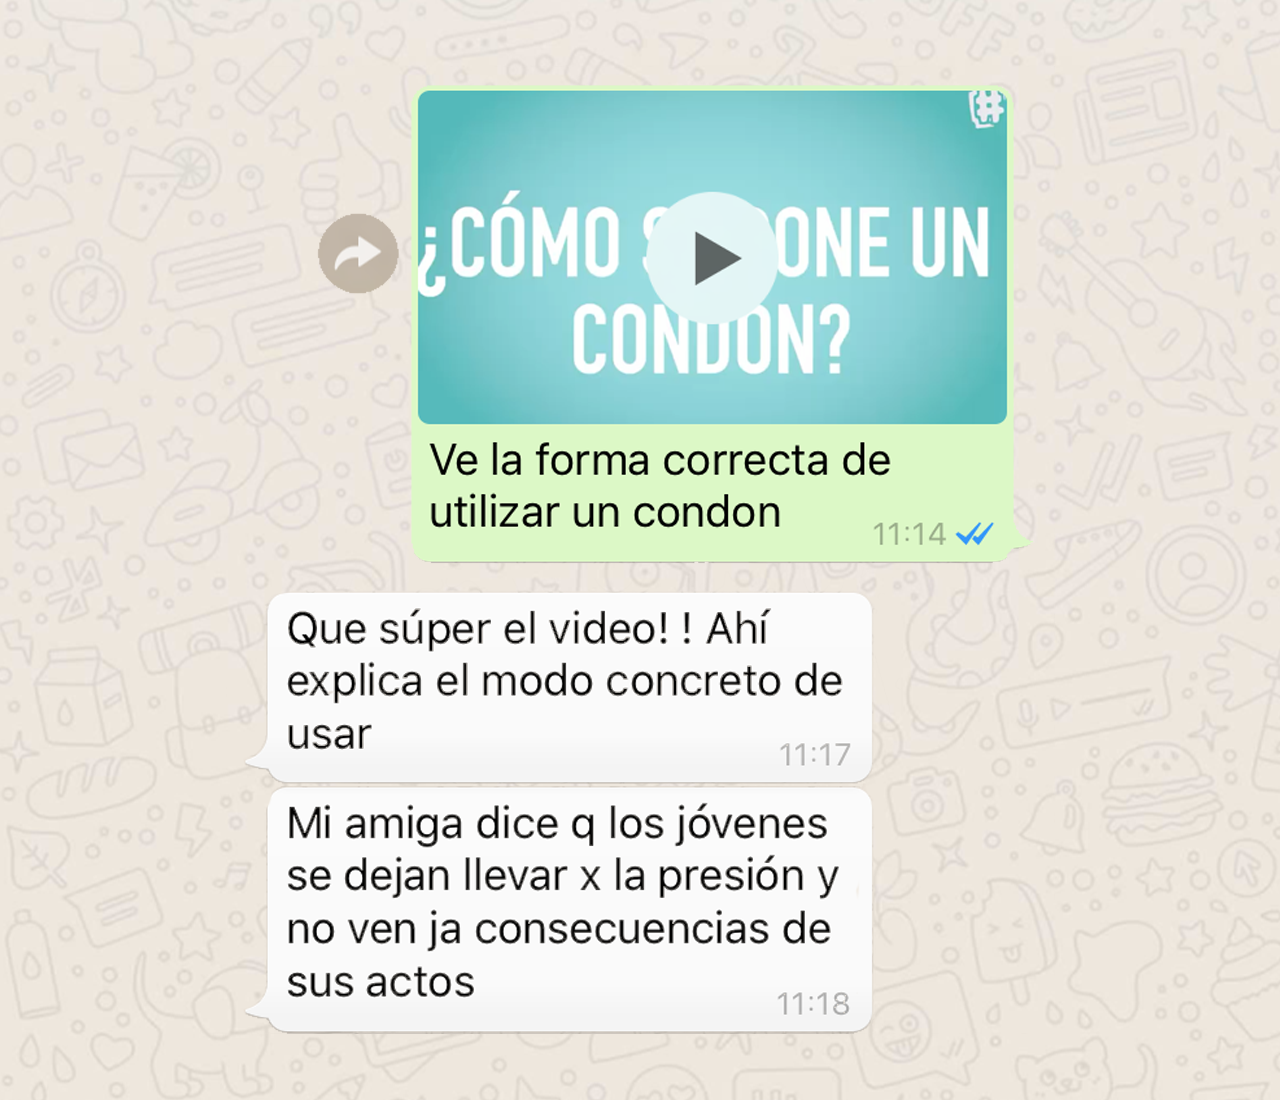 ¿CÓMO S ONE UN
CONDON?
Ve la forma correcta de
utilizar un condon
11:14
Que súper el video! ! Ahí
explica el modo concreto de
usar
11:17
Mi amiga dice q los jóvenes
se dejan llevar x la presión y
no ven ja consecuencias de
sus actos
11:18